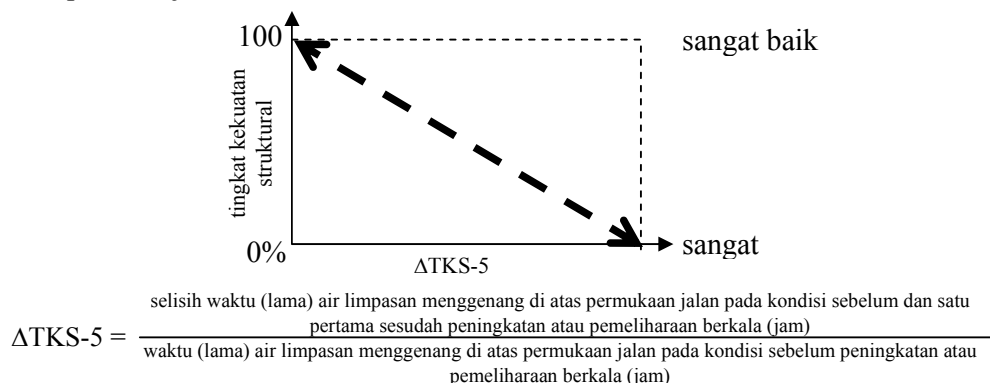 100
sangat baik
tingkat kekuatan
struktural
0%
sangat
ΔTKS-5
selisih waktu (lama) air limpasan menggenang di atas permukaan jalan pada kondisi sebelum dan satu
pertama sesudah peningkatan atau pemeliharaan berkala (jam)
ΔTKS-5 =
waktu (lama) air limpasan menggenang di atas permukaan jalan pada kondisi sebelum peningkatan atau
pemeliharaan berkala (jam)